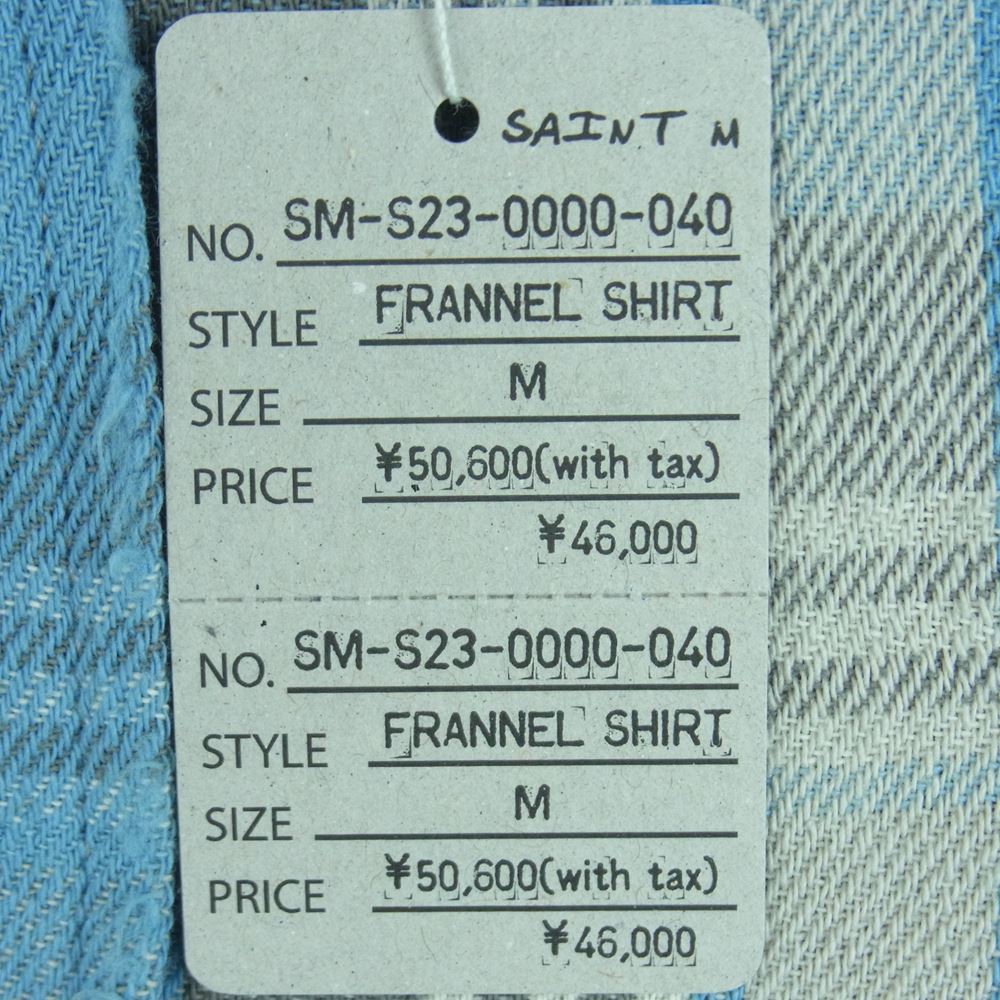 SAINT M
NO. SM-S23-0000-040
STYLE FRANNEL SHIRT
SIZE M
PRICE ¥50,600(with tax)
¥46,000
NO. SM-S23-0000-040
STYLE FRANNEL SHIRT
SIZE M
PRICE ¥50,600(with tax)
¥46,000